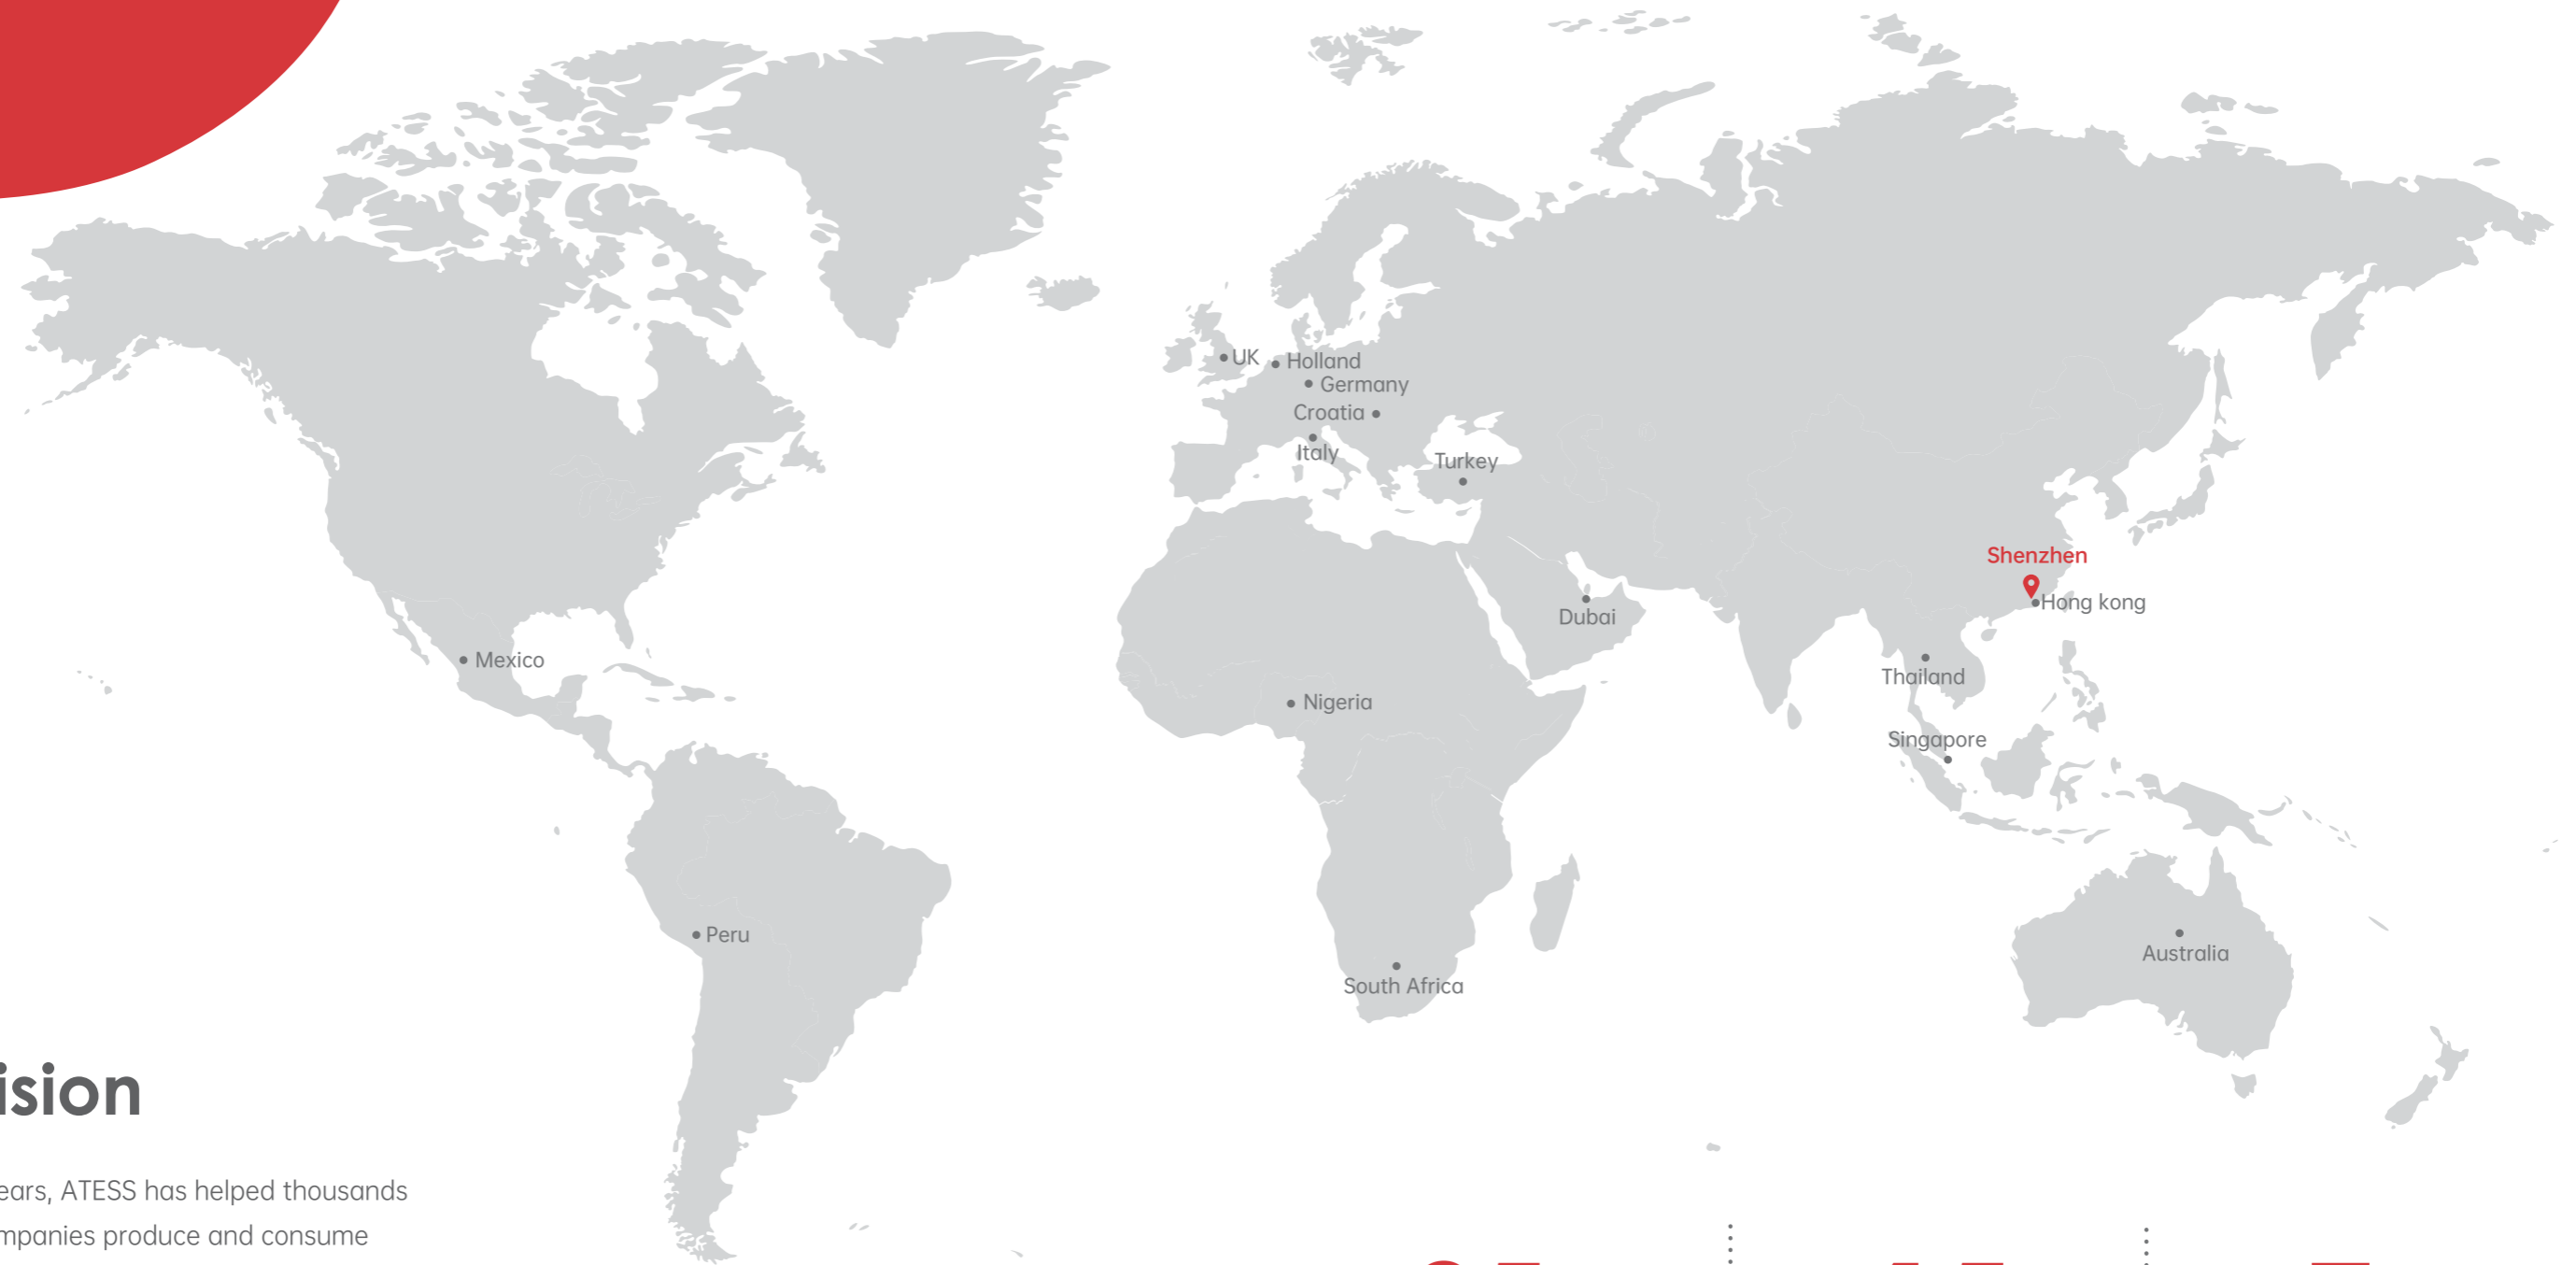 UK
Holland
Germany
Croatia
Italy
Turkey
Shenzhen
Hong kong
Dubai
Mexico
Thailand
Nigeria
Singapore
Peru
Australia
South Africa
ision
ears, ATESS has helped thousands
mpanies produce and consume